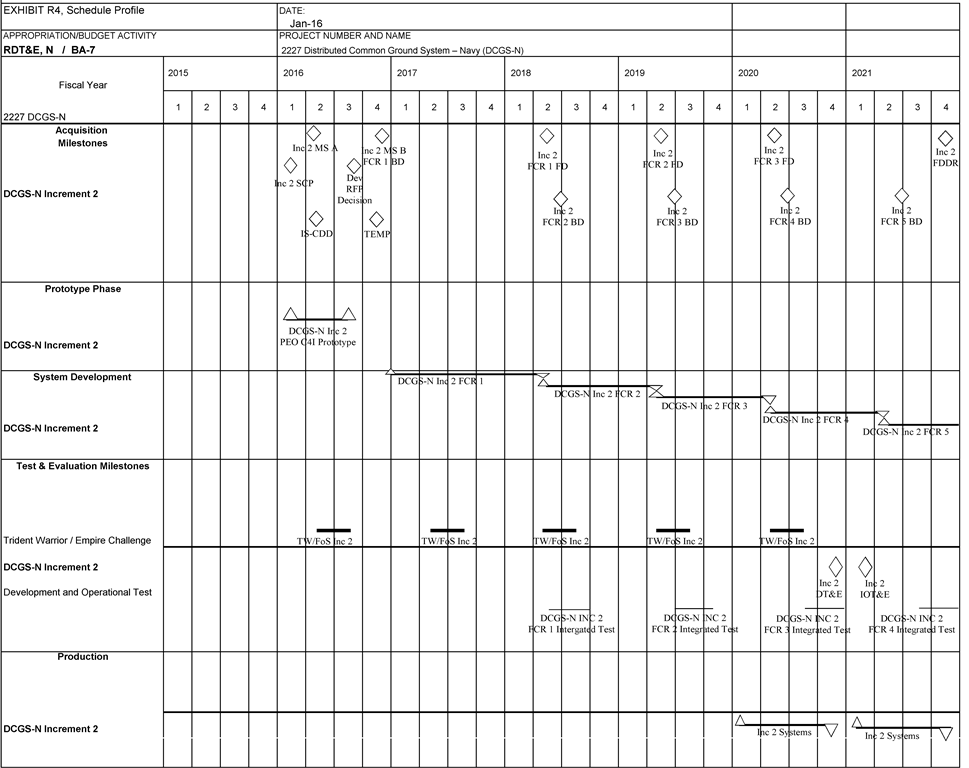 EXHIBIT R4, Schedule Profile
DATE:
Jan-16
APPROPRIATION/BUDGET ACTIVITY
PROJECT NUMBER AND NAME
RDT&E, N / BA-7
2227 Distributed Common Ground System – Navy (DCGS-N)
Fiscal Year
2015 2016 2017 2018 2019 2020 2021
1 2 3 4 1 2 3 4 1 2 3 4 1 2 3 4 1 2 3 4 1 2 3 4 1 2 3 4
2227 DCGS-N
Acquisition
Milestones
Inc 2 MS A
Inc 2 MS B
FCR 1 BD
Inc 2
FCR 1 FD
Inc 2
FCR 2 FD
Inc 2
FCR 3 FD
Inc 2
FDDR
Inc 2 SCP
Dev
RFP
Decision
DCGS-N Increment 2
Inc 2
FCR 2 BD
Inc 2
FCR 3 BD
Inc 2
FCR 4 BD
Inc 2
FCR 5 BD
IS-CDD
TEMP
Prototype Phase
DCGS-N Inc 2
PEO C4I Prototype
DCGS-N Increment 2
System Development
DCGS-N Inc 2 FCR 1
DCGS-N Inc 2 FCR 2
DCGS-N Inc 2 FCR 3
DCGS-N Inc 2 FCR 4
DCGS-N Inc 2 FCR 5
DCGS-N Increment 2
Test & Evaluation Milestones
Trident Warrior / Empire Challenge
TW/FoS Inc 2
TW/FoS Inc 2
TW/FoS Inc 2
TW/FoS Inc 2
TW/FoS Inc 2
DCGS-N Increment 2
Inc 2
DT&E
Inc 2
IOT&E
Development and Operational Test
DCGS-N INC 2
FCR 1 Intergated Test
DCGS-N INC 2
FCR 2 Integrated Test
DCGS-N INC 2
FCR 3 Integrated Test
DCGS-N INC 2
FCR 4 Integrated Test
Production
DCGS-N Increment 2
Inc 2 Systems
Inc 2 Systems